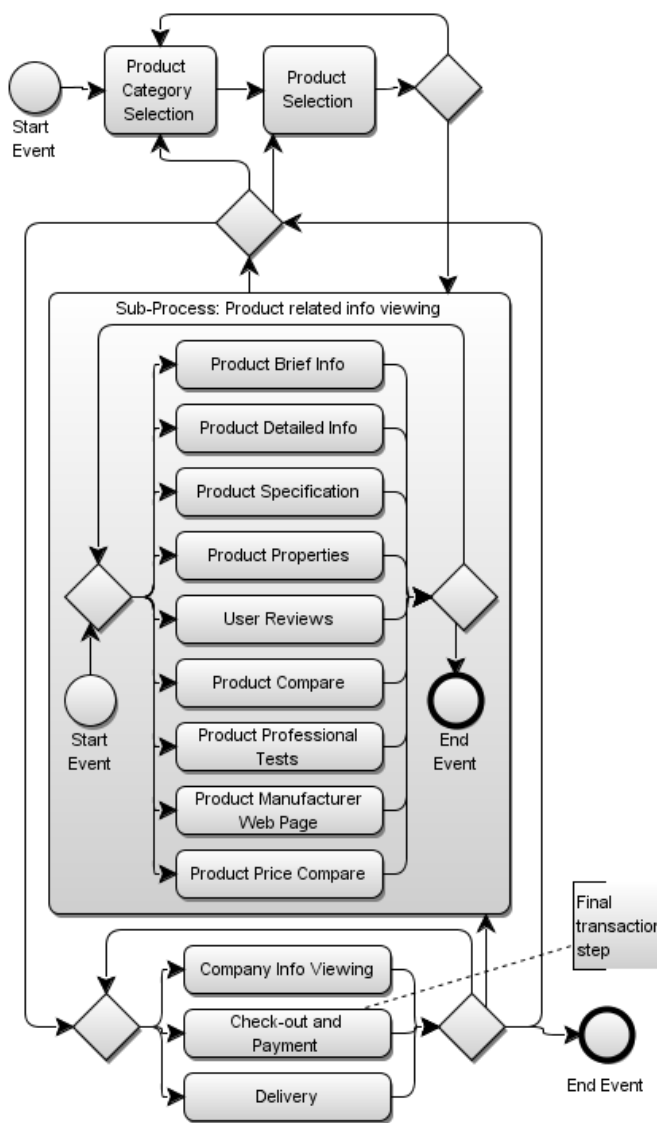 Product
Category
Selection
Product
Selection
Start
Event
Sub-Process: Product related info viewing
Product Brief Info
Product Detailed Info
Product Specification
Product Properties
User Reviews
Product Compare
Product Professional
Tests
Product Manufacturer
Web Page
Product Price Compare
Start
Event
End
Event
Final
transaction
step
Company Info Viewing
Check-out and
Payment
Delivery
End Event